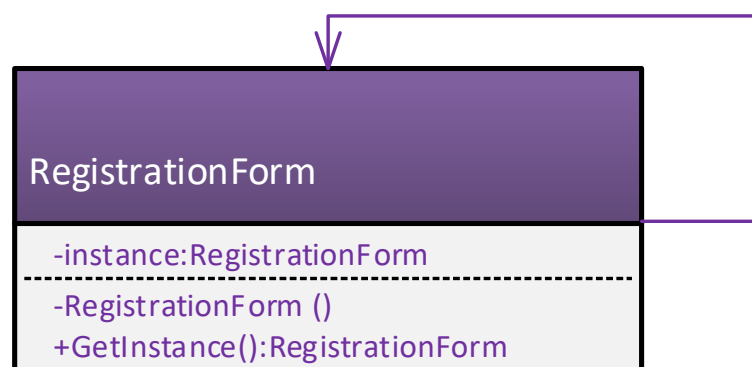 RegistrationForm
-instance:RegistrationForm
-RegistrationForm ()
+GetInstance():RegistrationForm